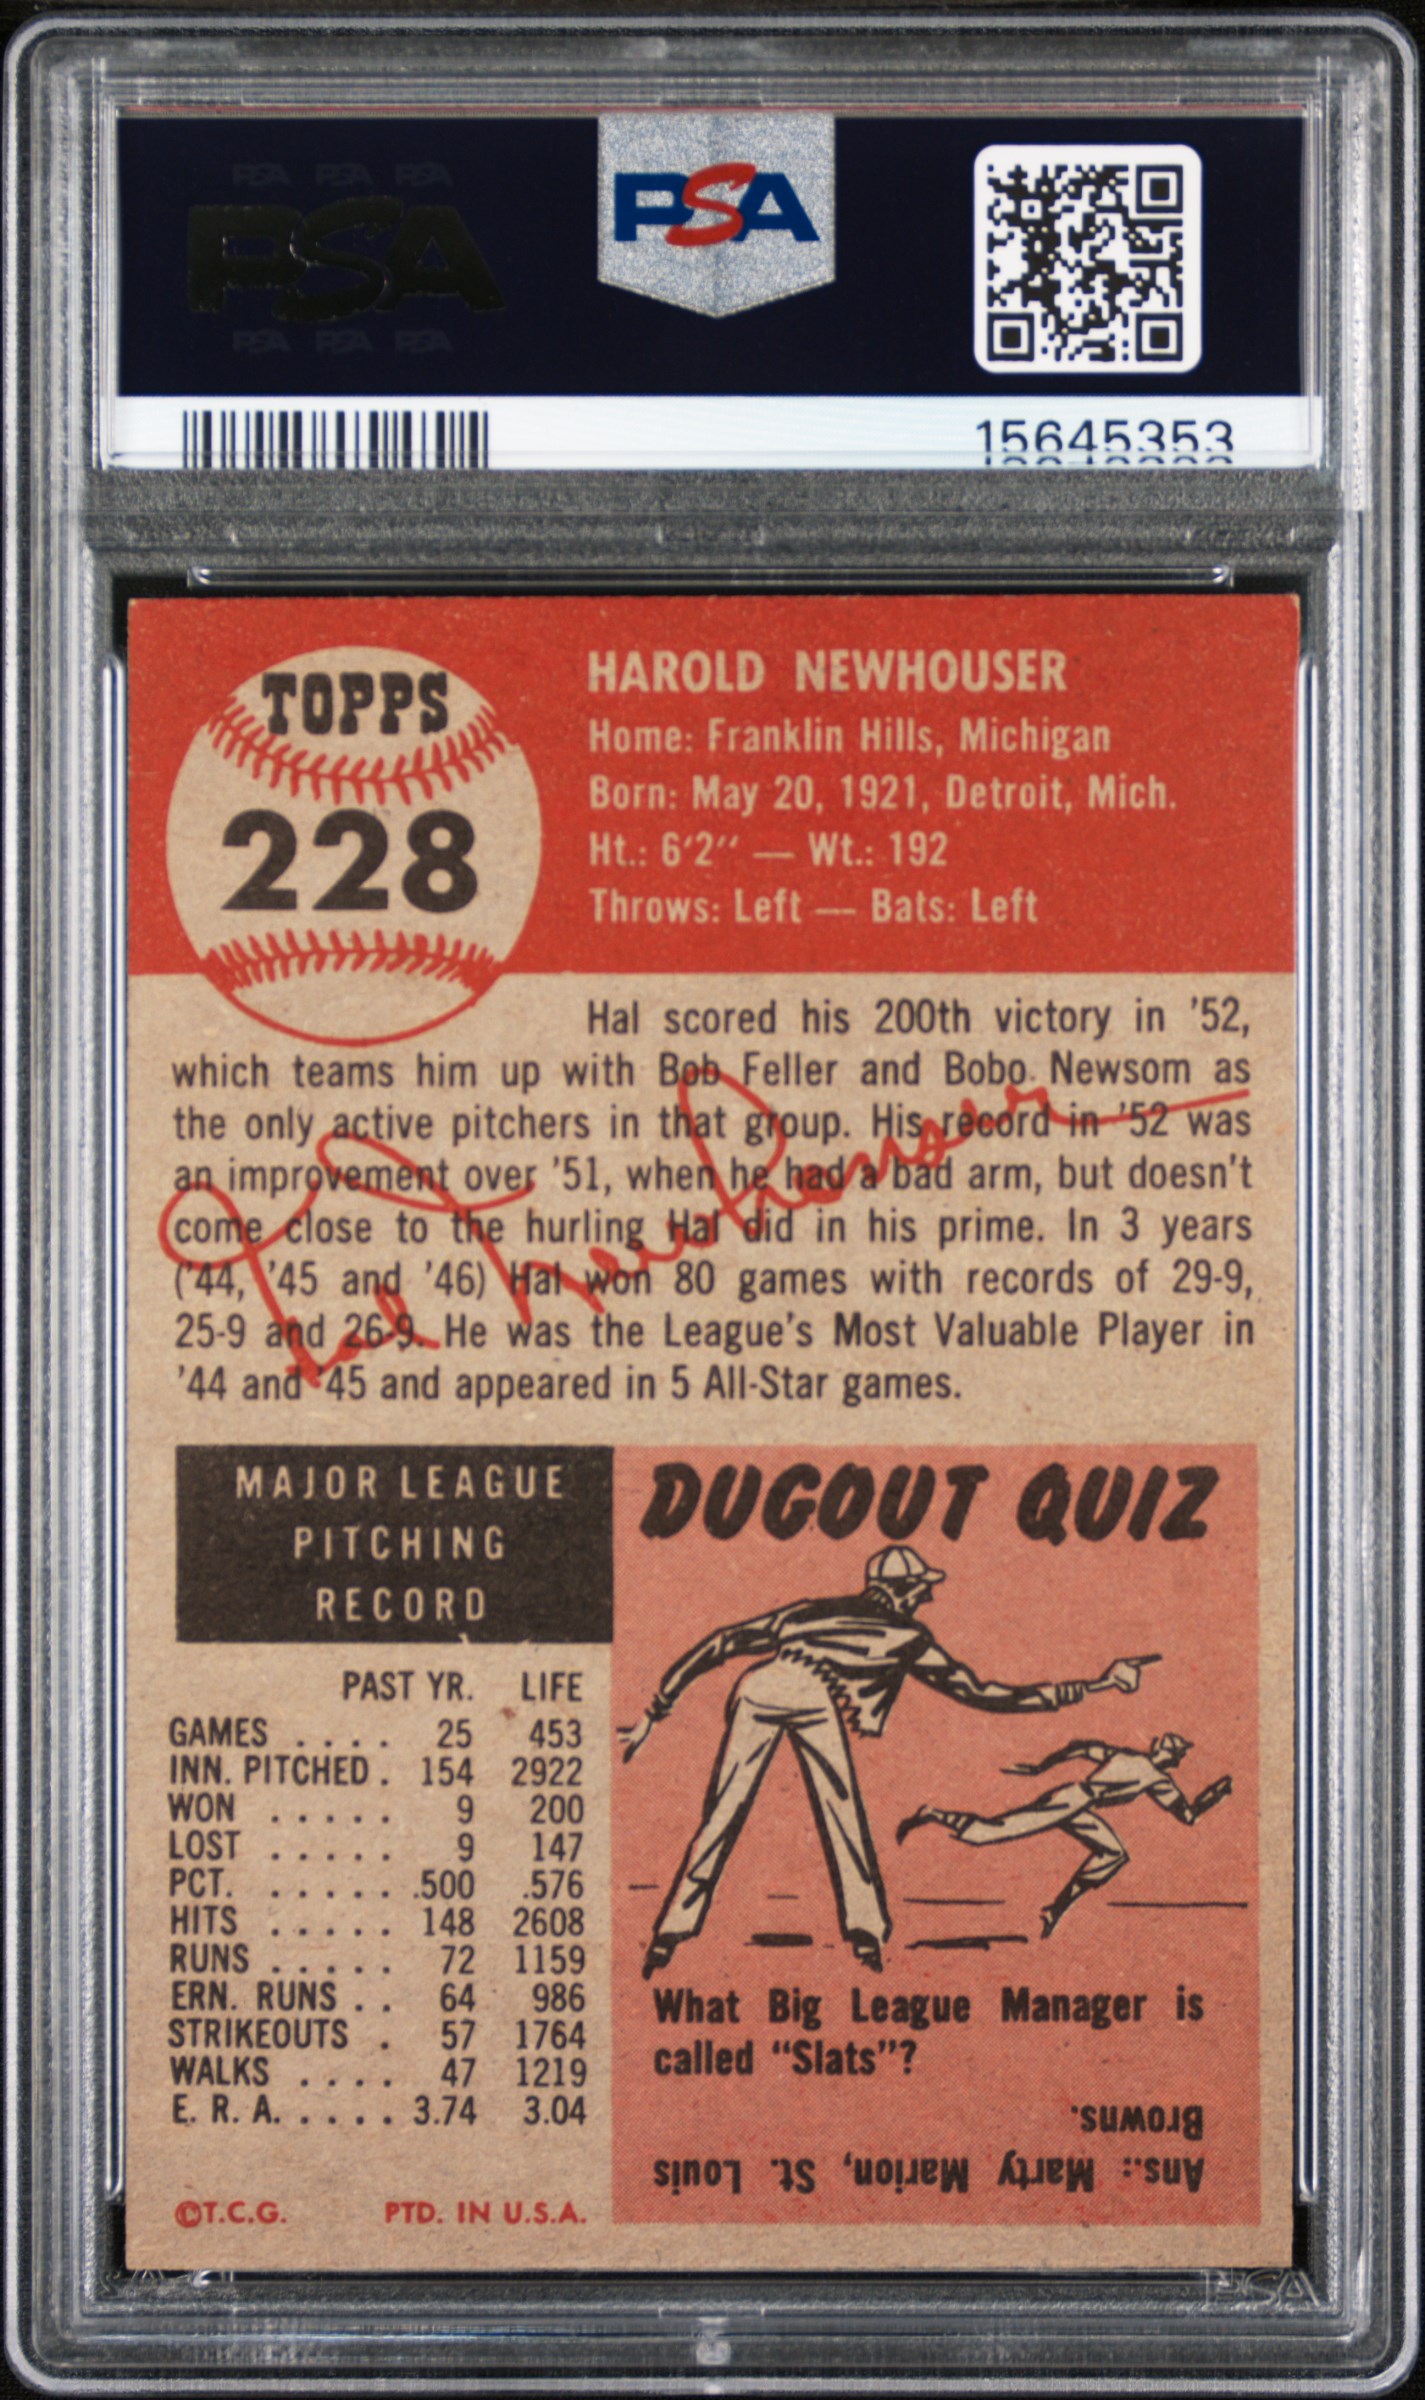 PSA PSA PSA
PSA
PSA PSA PSA
PSA
15645353
TOPPS
228
HAROLD NEWHOUSER
Home: Franklin Hills, Michigan
Born: May 20, 1921, Detroit, Mich.
Ht.: 6'2" — Wt.: 192
Throws: Left — Bats: Left
Hal scored his 200th victory in '52,
which teams him up with Bob Feller and Bobo Newsom as
the only active pitchers in that group. His record in '52 was
an improvement over '51, when he had a bad arm, but doesn't
come close to the hurling Hal did in his prime. In 3 years
('44, '45 and '46) Hal won 80 games with records of 29-9,
25-9 and 26-9. He was the League's Most Valuable Player in
'44 and '45 and appeared in 5 All-Star games.
Hal Newhouser
MAJOR LEAGUE
PITCHING
RECORD
PAST YR. LIFE
GAMES . . . . 25 453
INN. PITCHED . 154 2922
WON . . . . . 9 200
LOST . . . . . 9 147
PCT. . . . . . .500 .576
HITS . . . . . 148 2608
RUNS . . . . . 72 1159
ERN. RUNS . . 64 986
STRIKEOUTS . 57 1764
WALKS . . . . 47 1219
E. R. A. . . . . 3.74 3.04
©T.C.G. PTD. IN U.S.A.
DUGOUT QUIZ
What Big League Manager is
called "Slats"?
Ans.: Marty Marion, St. Louis
Browns.
PSA